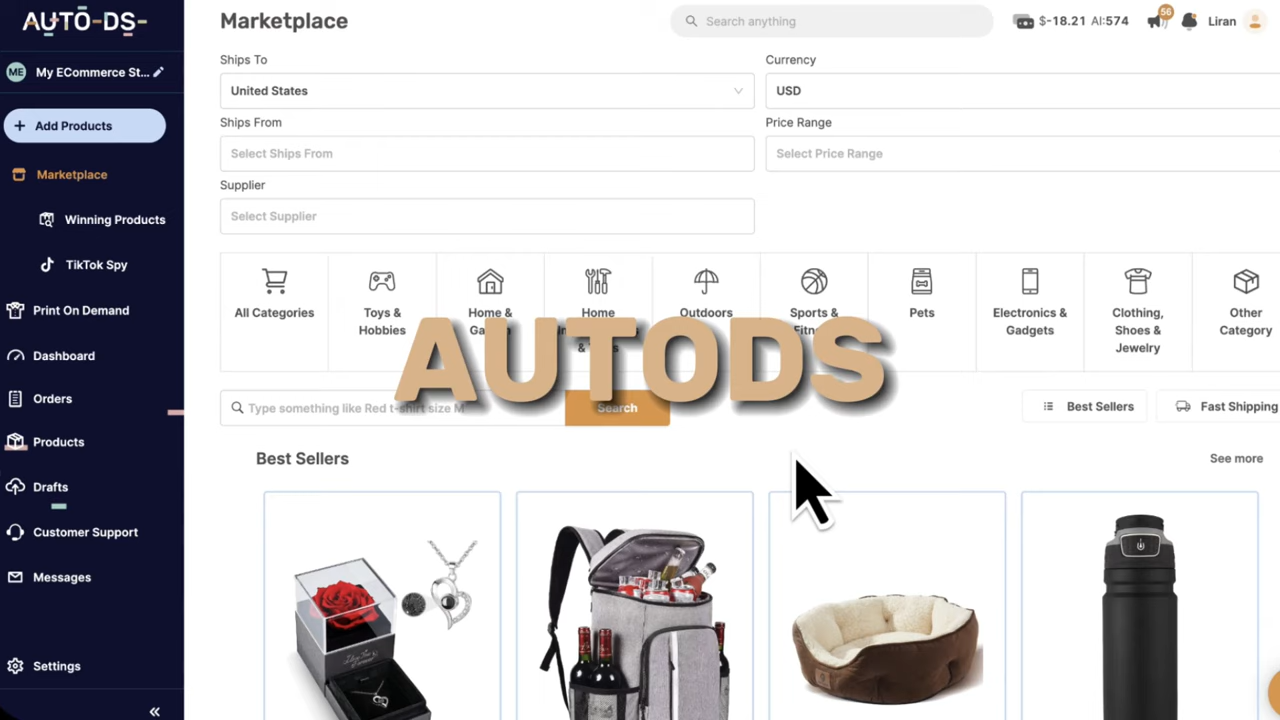 AUTO-DS-
Marketplace
Search anything
$-18.21 AI:574
56
Liran
ME
My ECommerce St...
Add Products
Marketplace
Winning Products
TikTok Spy
Print On Demand
Dashboard
Orders
Products
Drafts
Customer Support
Messages
Settings
Ships To
United States
Currency
USD
Ships From
Select Ships From
Price Range
Select Price Range
Supplier
Select Supplier
All Categories
Toys &
Hobbies
Home &
Home
Outdoors
Sports &
Pets
Electronics &
Gadgets
Clothing,
Shoes &
Jewelry
Other
Category
AUTODS
Type something like Red t-shirt size M
Search
Best Sellers
Fast Shipping
Best Sellers
See more